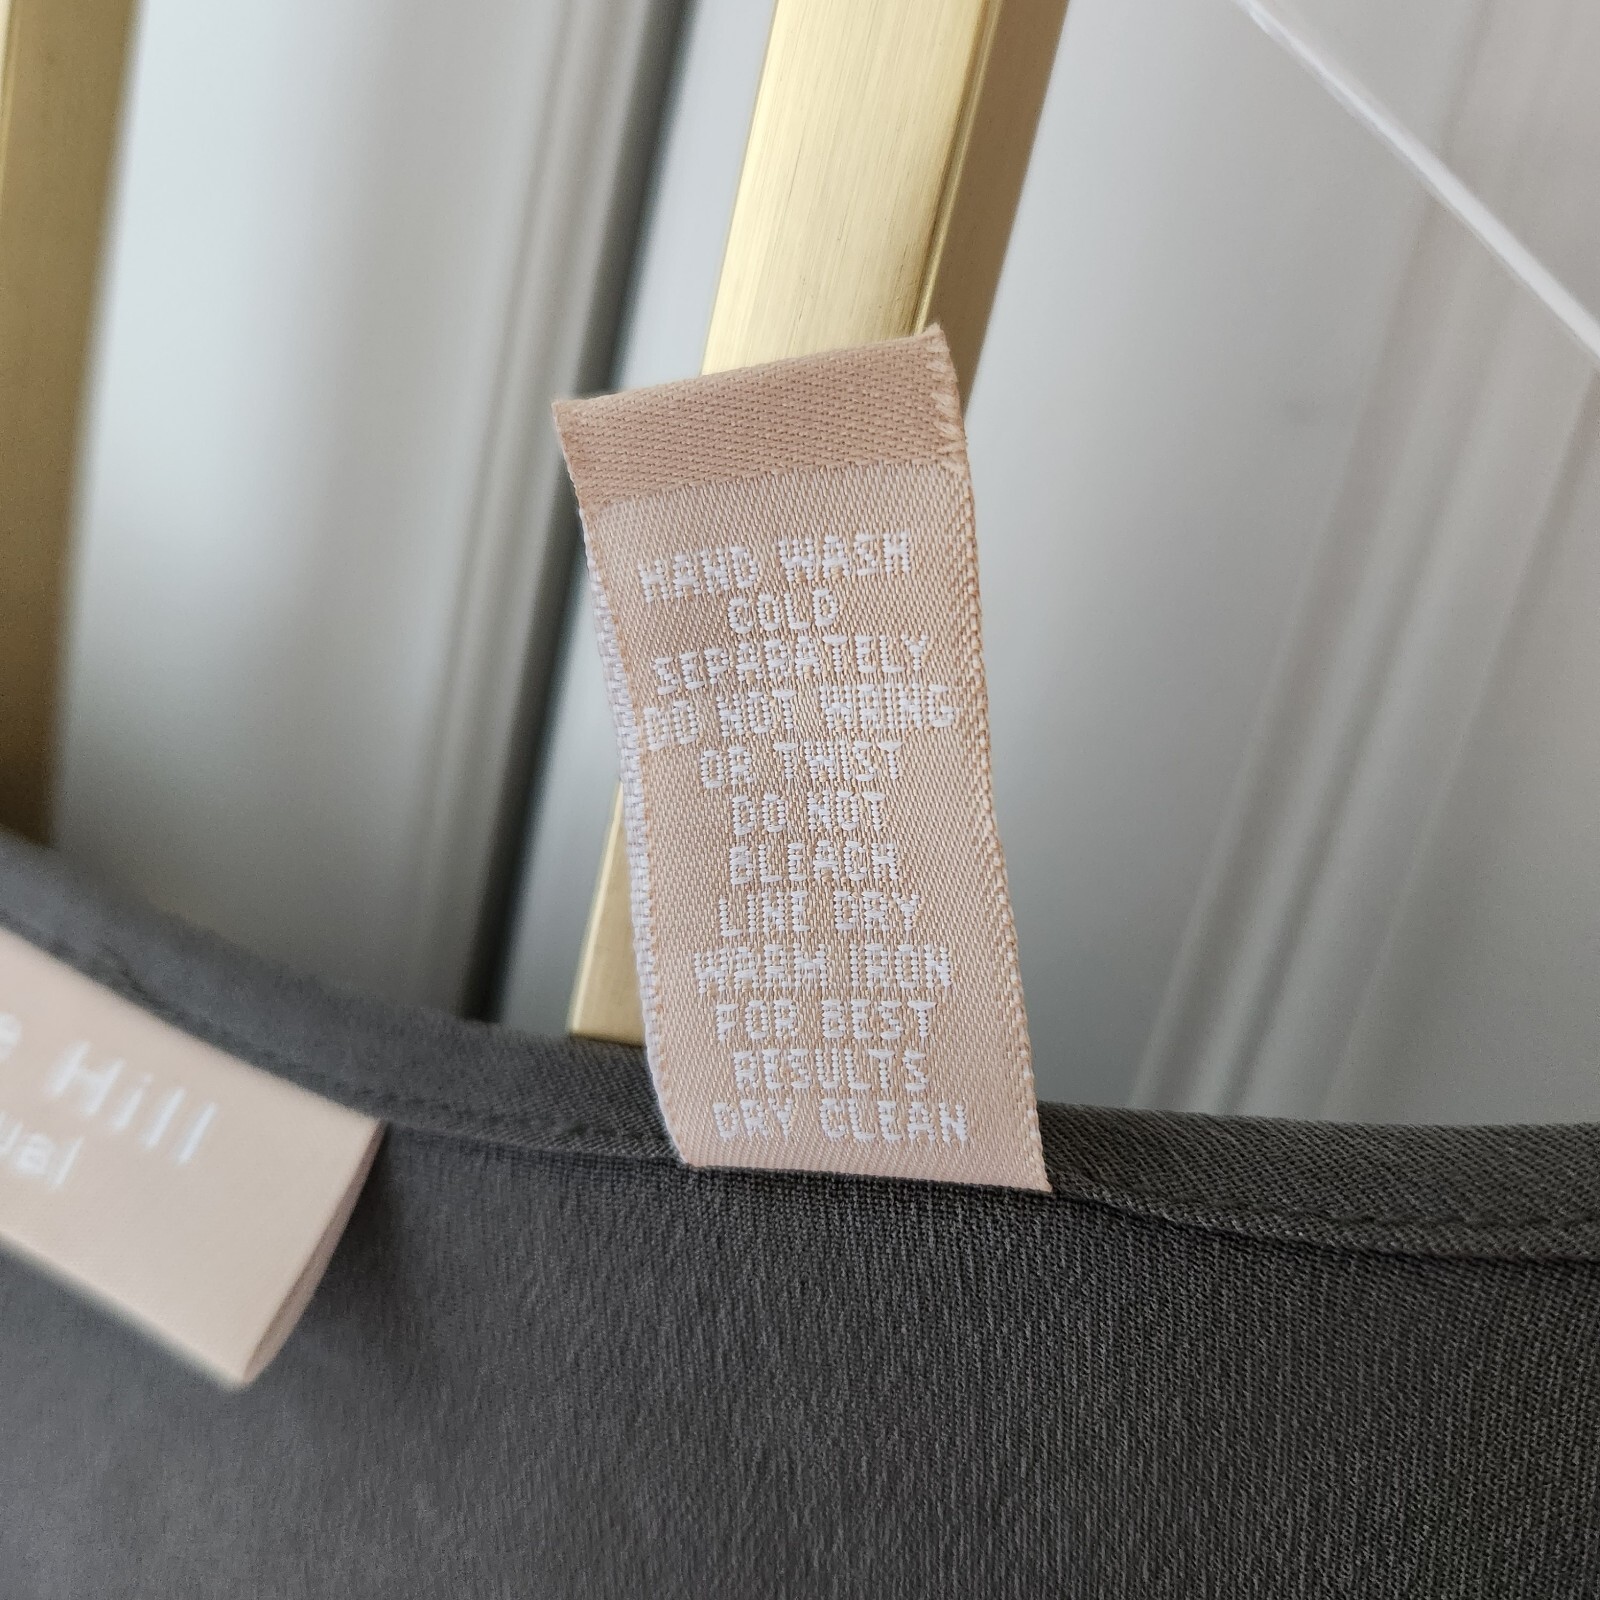 HAND WASH
COLD
SEPARATELY
DO NOT WRING
OR TWIST
DO NOT
BLEACH
LINE DRY
WARM IRON
FOR BEST
RESULTS
DRY CLEAN
e Hill
ual